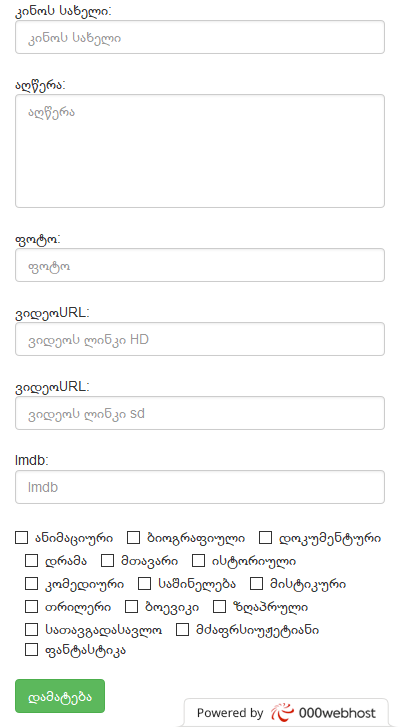 კინოს სახელი:
კინოს სახელი
აღწერა:
აღწერა
ფოტო:
ფოტო
ვიდეოURL:
ვიდეოს ლინკი HD
ვიდეოURL:
ვიდეოს ლინკი sd
Imdb:
Imdb
ანიმაციური ბიოგრაფიული დოკუმენტური
დრამა მთავარი ისტორიული
კომედიური საშინელება მისტიკური
თრილერი ბოევიკი ზღაპრული
სათავგადასავლო მძაფრსიუჟეტიანი
ფანტასტიკა
დამატება
Powered by 000webhost